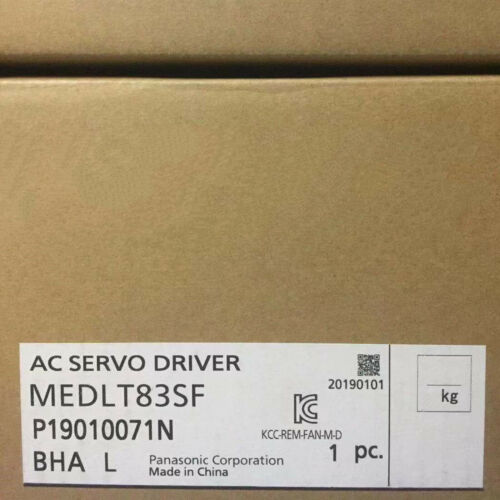 AC SERVO DRIVER
MEDLT83SF
20190101
kg
P19010071N
KCC-REM-FAN-M-D
BHA L
Panasonic Corporation
1 pc.
Made in China